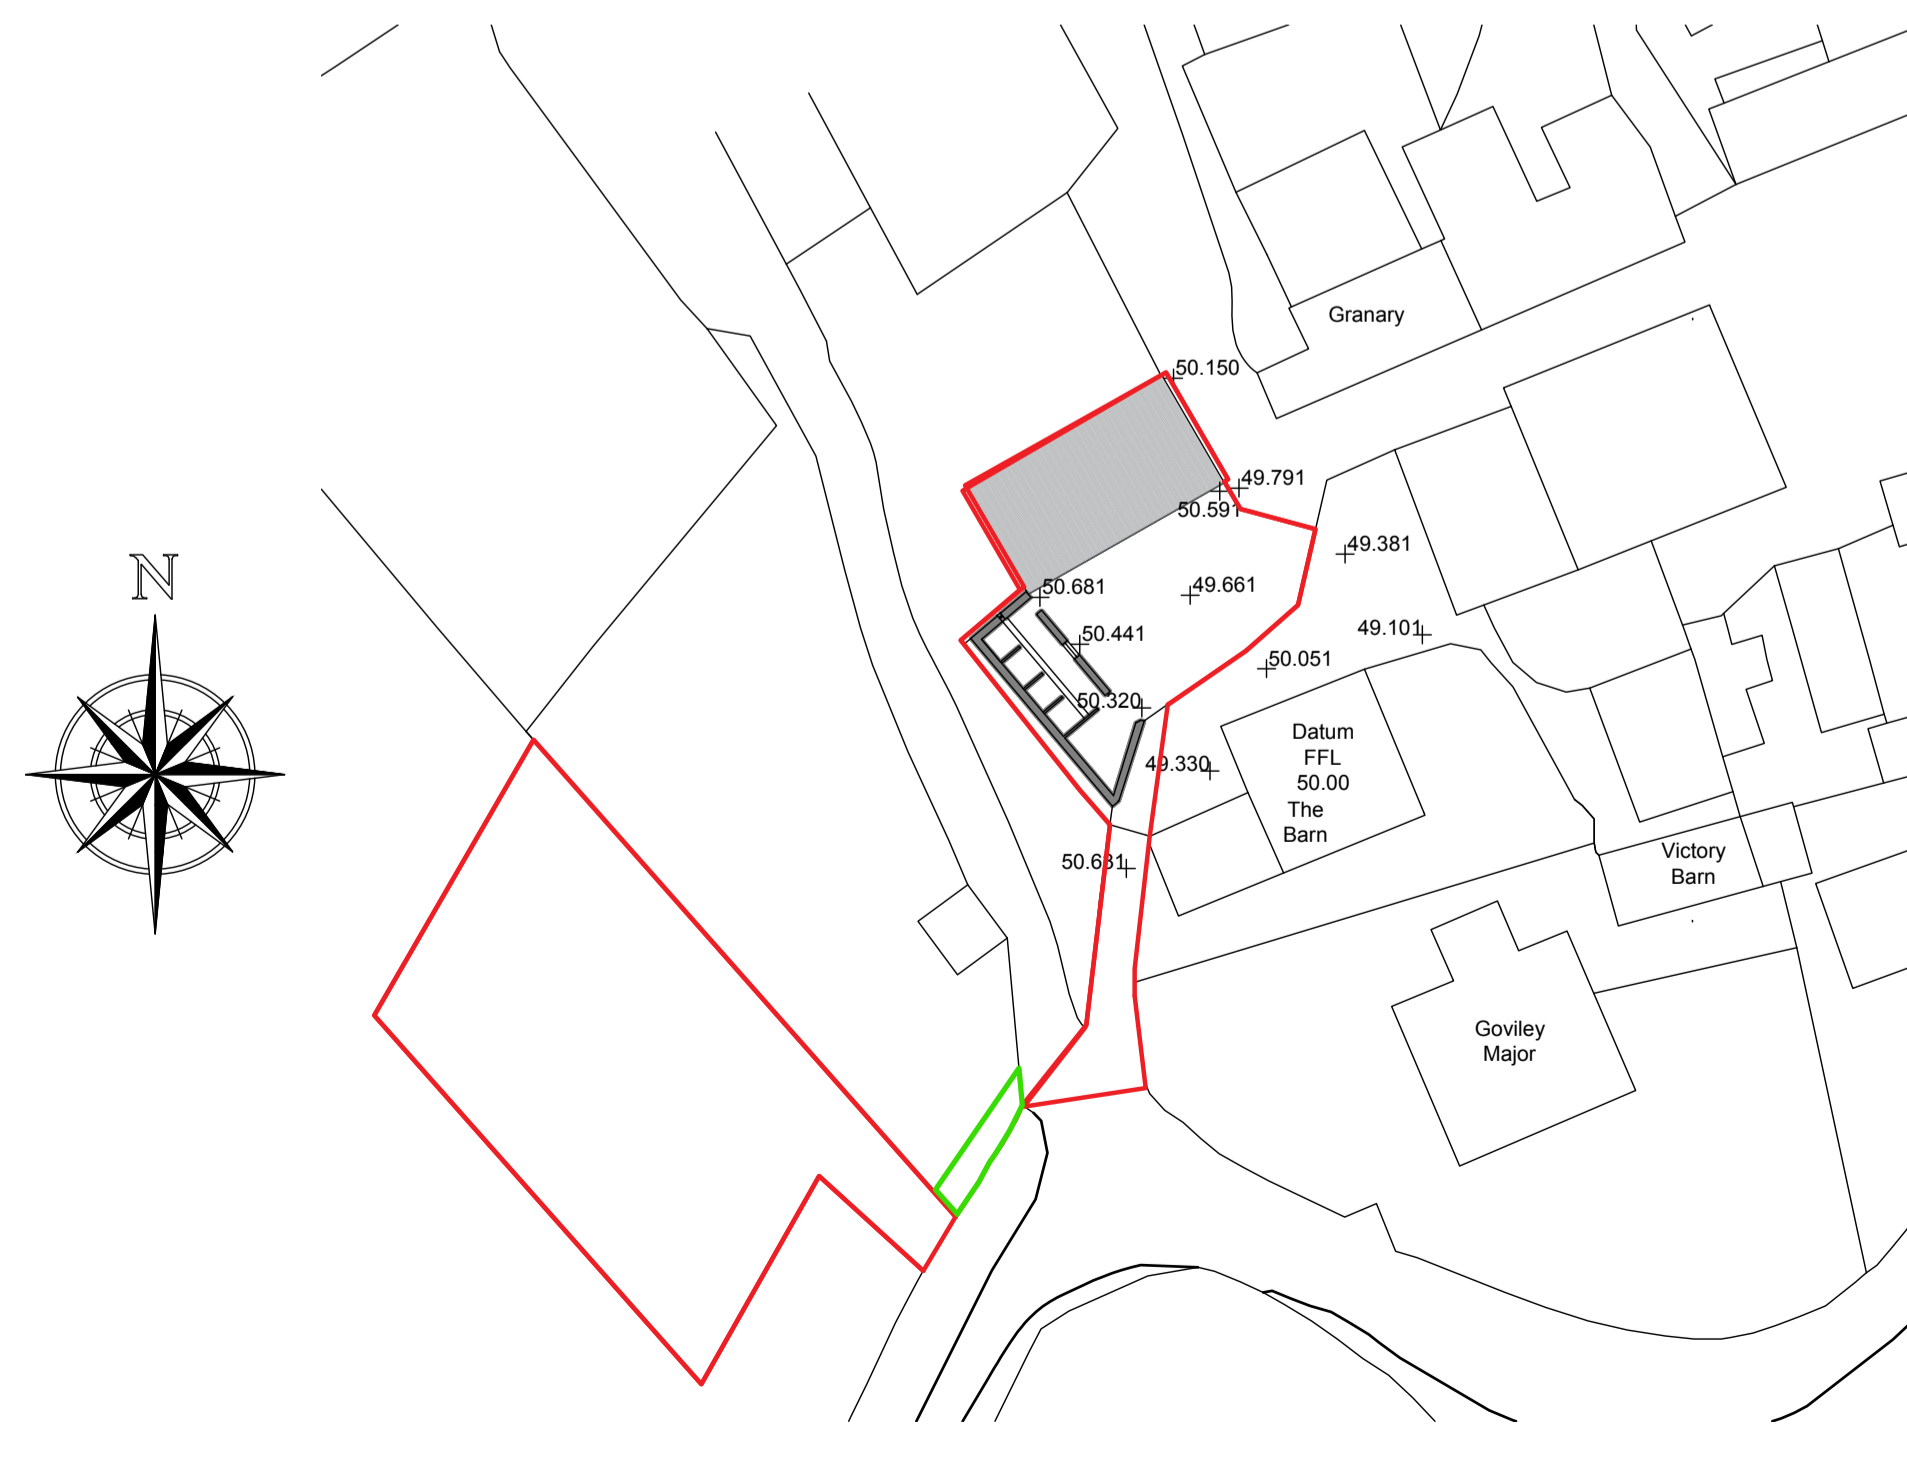 Granary
50.150
49.791
50.591
49.381
N
50.681
49.661
50.441
49.101
50.051
50.320
Datum
FFL
50.00
The
Barn
49.330
50.631
Victory
Barn
Goviley
Major